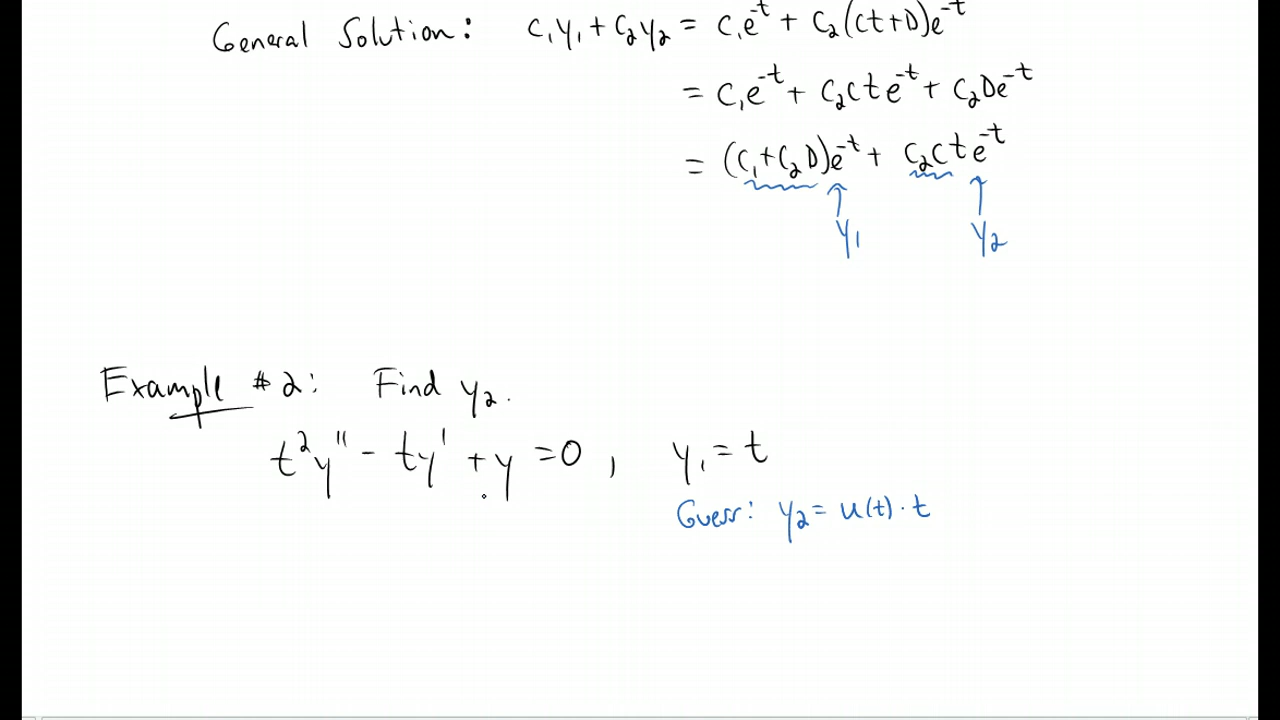 General Solution: c₁y₁ + c₂y₂ = c₁e^{-t} + c₂(Ct+D)e^{-t}
= c₁e^{-t} + c₂Cte^{-t} + c₂De^{-t}
= (c₁+c₂D)e^{-t} + c₂Cte^{-t}
↑ ↑
y₁ y₂
Example #2: Find y₂.
t²y'' - ty' + y = 0, y₁ = t
Guess: y₂ = u(t)·t